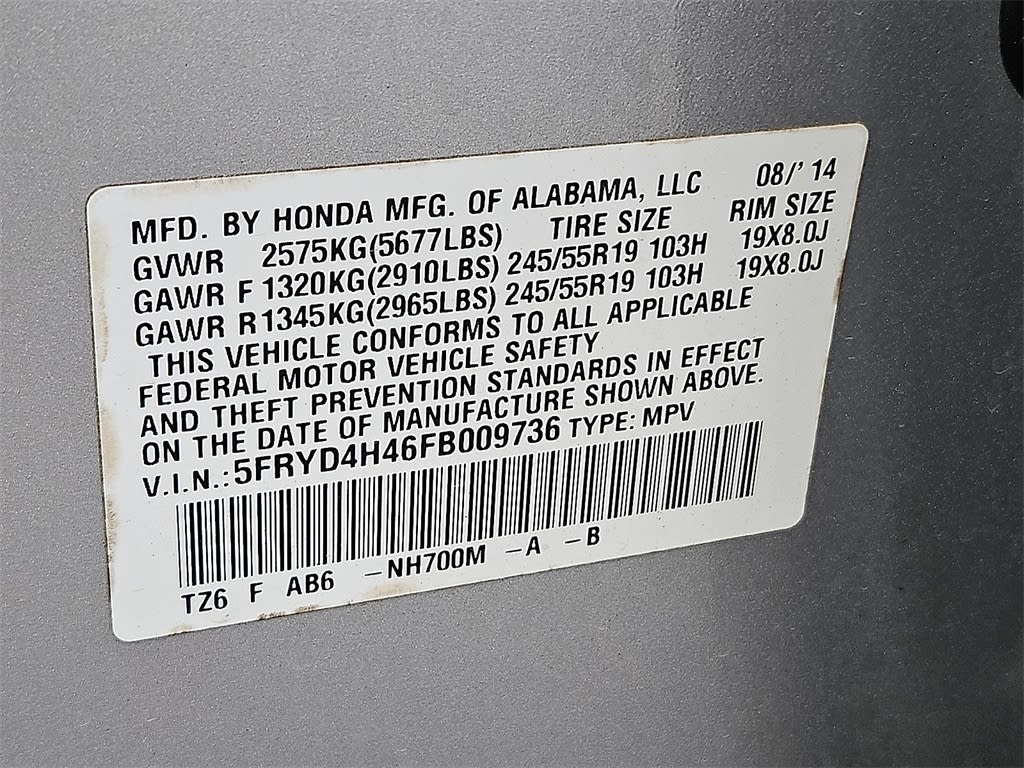 MFD. BY HONDA MFG. OF ALABAMA, LLC 08/' 14
GVWR 2575KG(5677LBS) TIRE SIZE RIM SIZE
GAWR F 1320KG(2910LBS) 245/55R19 103H 19X8.0J
GAWR R 1345KG(2965LBS) 245/55R19 103H 19X8.0J
THIS VEHICLE CONFORMS TO ALL APPLICABLE
FEDERAL MOTOR VEHICLE SAFETY
AND THEFT PREVENTION STANDARDS IN EFFECT
ON THE DATE OF MANUFACTURE SHOWN ABOVE.
V.I.N.:5FRYD4H46FB009736 TYPE: MPV
TZ6 F AB6 -NH700M -A -B